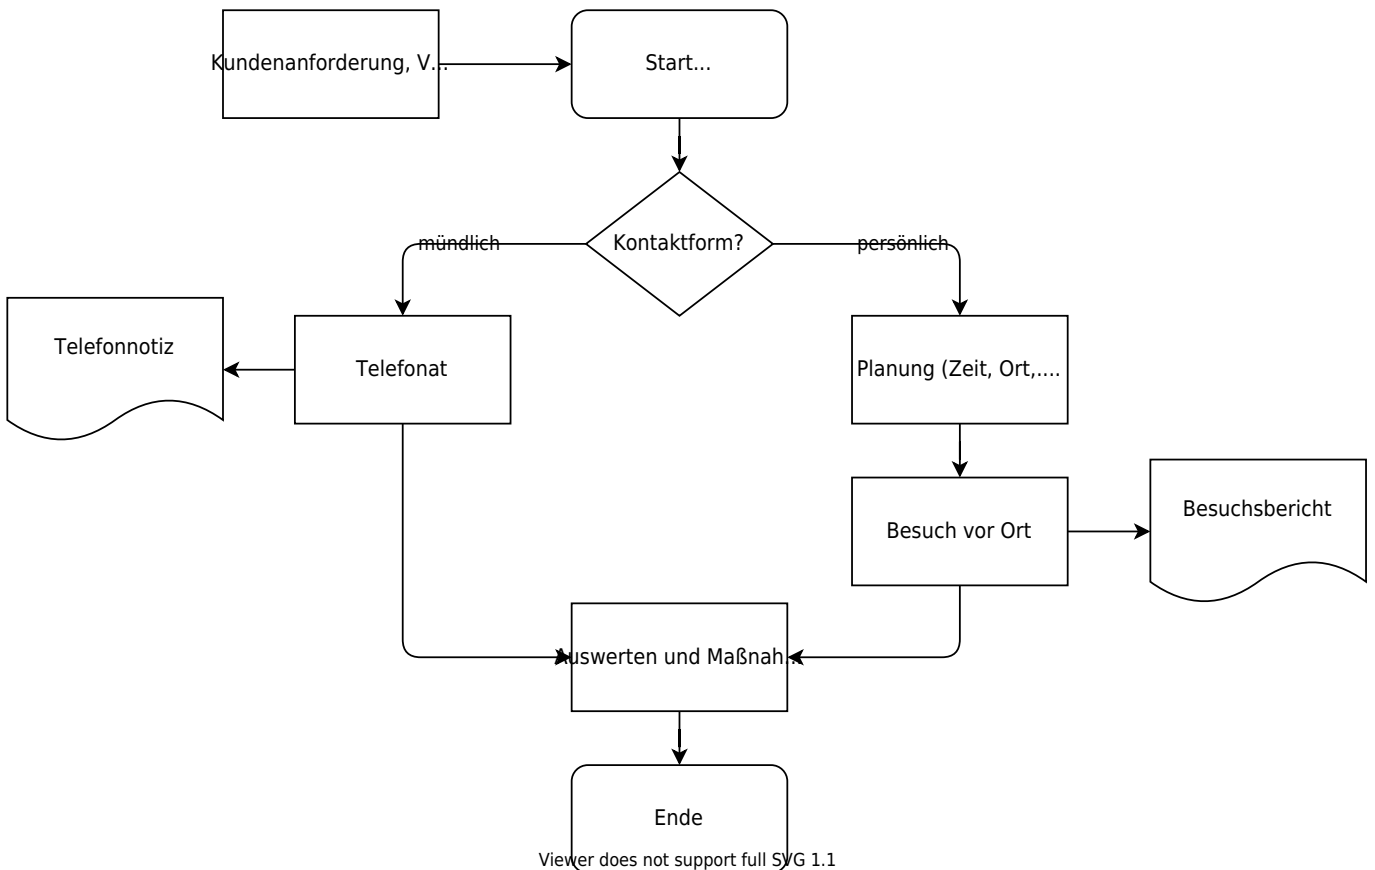 Kundenanforderung, V...
Start...
Kontaktform?
mündlich
persönlich
Telefonnotiz
Telefonat
Planung (Zeit, Ort,....
Besuch vor Ort
Besuchsbericht
Auswerten und Maßnah...
Ende
Viewer does not support full SVG 1.1